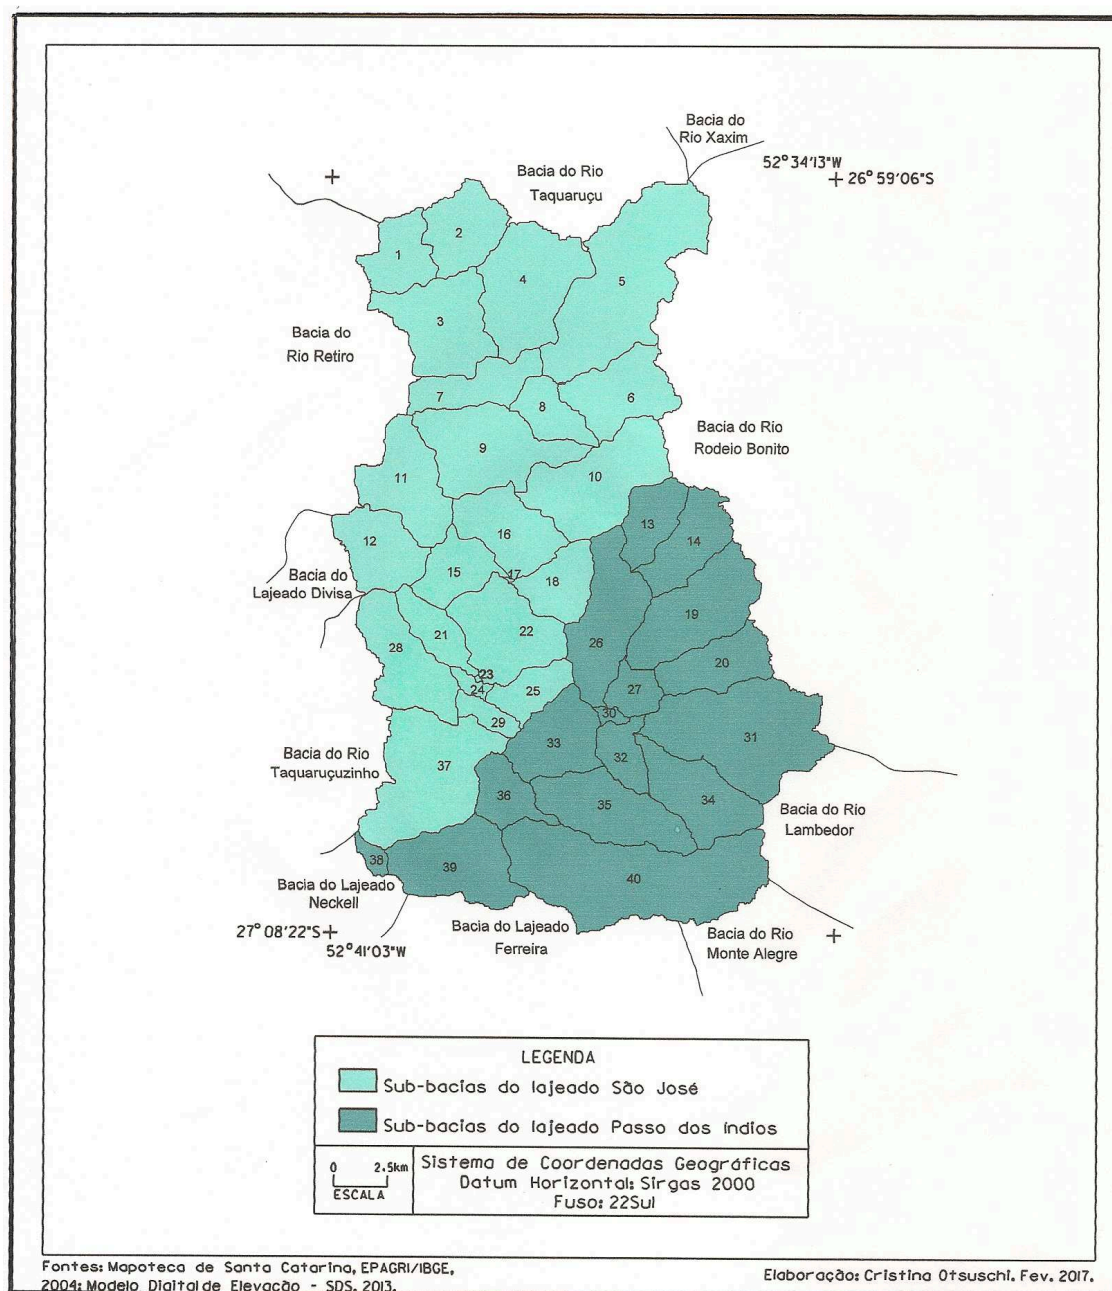 Bacia do
Rio Xaxim
52°34'13"W
26°59'06"S
Bacia do Rio
Taquaruçu
1
2
3
4
5
Bacia do
Rio Retiro
6
7
8
9
10
Bacia do Rio
Rodeio Bonito
11
12
13
14
15
16
17
18
19
20
Bacia do
Lajeado Divisa
21
22
23
24
25
26
27
28
29
30
31
32
33
34
35
36
37
Bacia do Rio
Taquaruçuzinho
Bacia do Rio
Lambedor
38
39
40
Bacia do Lajeado
Neckell
27°08'22"S
52°41'03"W
Bacia do Lajeado
Ferreira
Bacia do Rio
Monte Alegre
LEGENDA
Sub-bacias do lajeado São José
Sub-bacias do lajeado Passo dos índios
0 2.5km
ESCALA
Sistema de Coordenadas Geográficas
Datum Horizontal: Sirgas 2000
Fuso: 22Sul
Fontes: Mapoteca de Santa Catarina, EPAGRI/IBGE,
2004; Modelo Digital de Elevação - SDS, 2013.
Elaboração: Cristina Otsuschi. Fev. 2017.